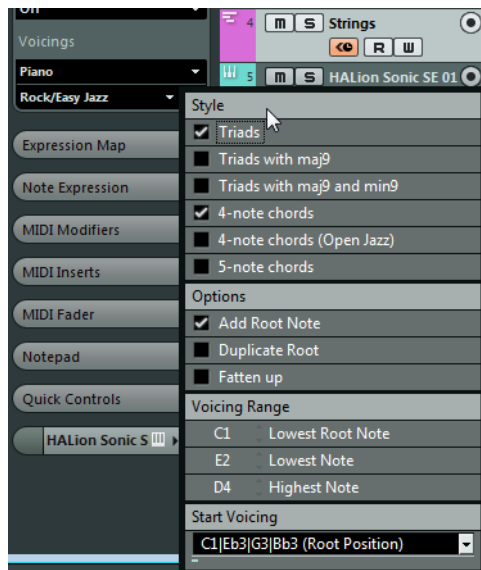 On
Voicings
Piano
Rock/Easy Jazz
Expression Map
Note Expression
MIDI Modifiers
MIDI Inserts
MIDI Fader
Notepad
Quick Controls
HALion Sonic S
4 m S Strings
R W
5 m S HALion Sonic SE 01
Style
Triads
Triads with maj9
Triads with maj9 and min9
4-note chords
4-note chords (Open Jazz)
5-note chords
Options
Add Root Note
Duplicate Root
Fatten up
Voicing Range
C1 Lowest Root Note
E2 Lowest Note
D4 Highest Note
Start Voicing
C1|Eb3|G3|Bb3 (Root Position)